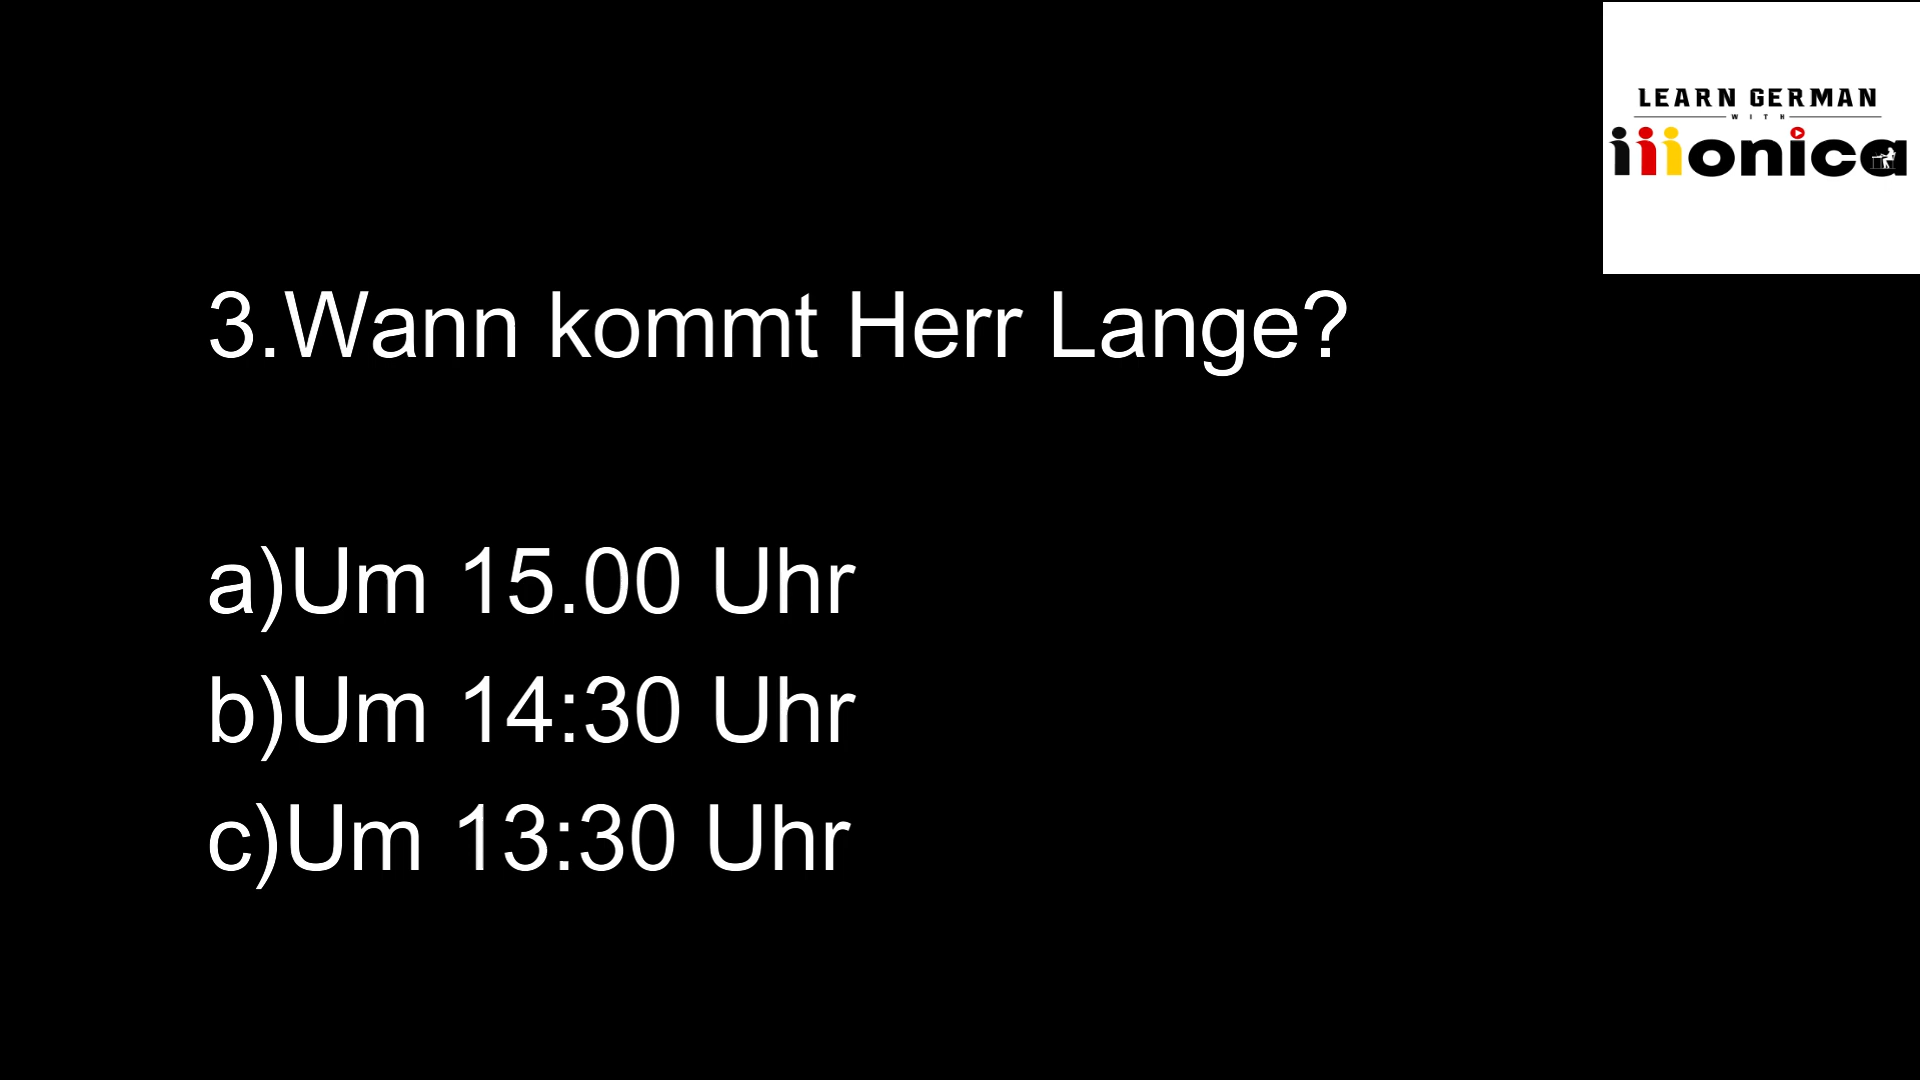 LEARN GERMAN
WITH
monica
3.Wann kommt Herr Lange?
a)Um 15.00 Uhr
b)Um 14:30 Uhr
c)Um 13:30 Uhr